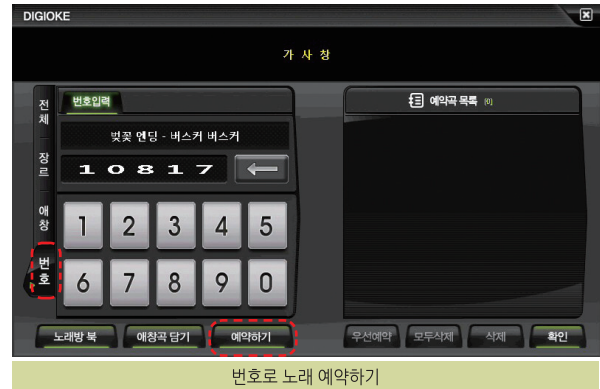 DIGIOKE
가 사 창
전체
장르
애창
번호
번호입력
벚꽃 엔딩 - 버스커 버스커
1 0 8 1 7
1 2 3 4 5
6 7 8 9 0
노래방 북 애창곡 담기 예약하기
예약곡 목록 (0)
우선예약 모두삭제 삭제 확인
번호로 노래 예약하기